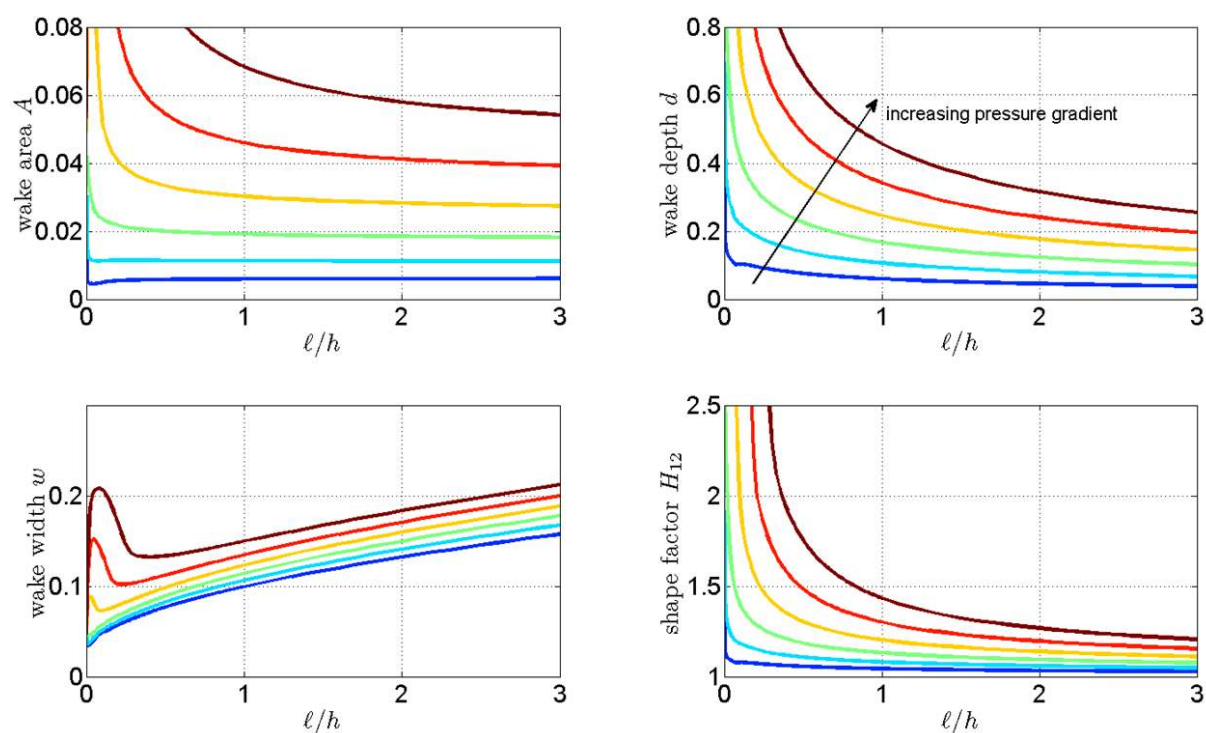 0.08
0.06
0.04
0.02
0
wake area A
0 1 2 3
ℓ/h
0.8
0.6
0.4
0.2
0
wake depth d
increasing pressure gradient
0 1 2 3
ℓ/h
0.2
0.1
0
wake width w
0 1 2 3
ℓ/h
2.5
2
1.5
1
shape factor H₁₂
0 1 2 3
ℓ/h